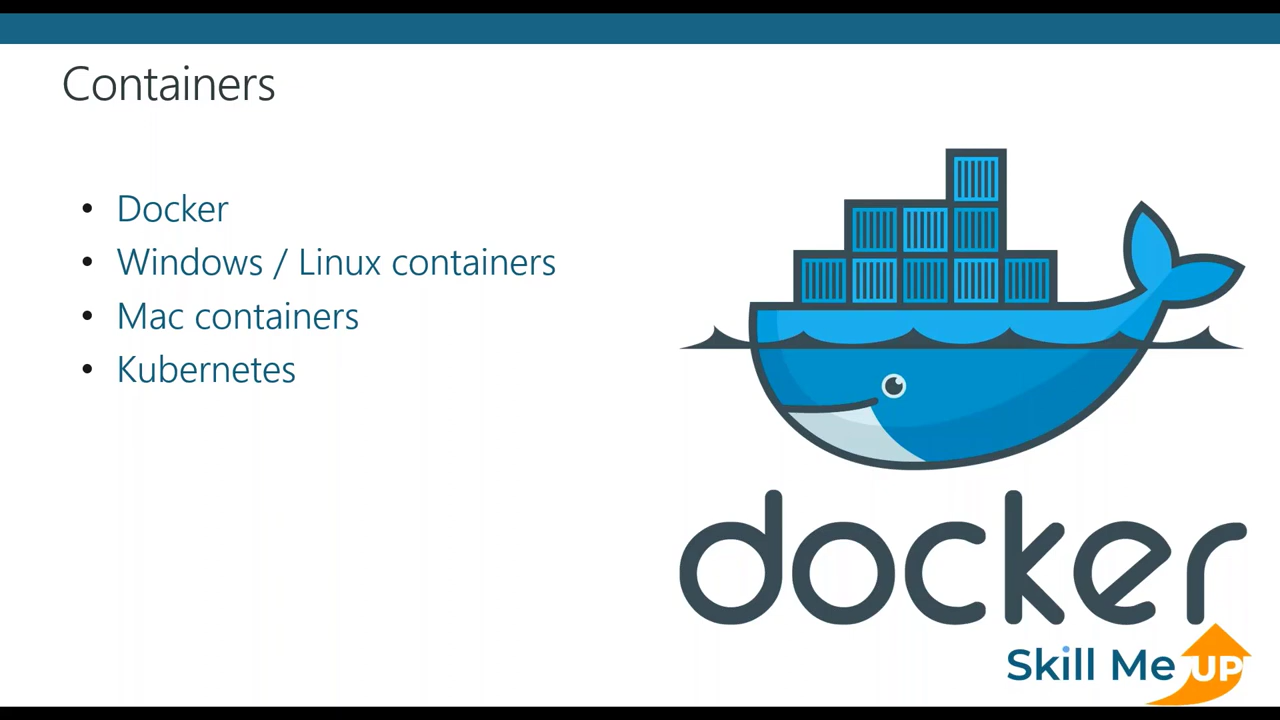 Containers
• Docker
• Windows / Linux containers
• Mac containers
• Kubernetes
docker
Skill Me UP